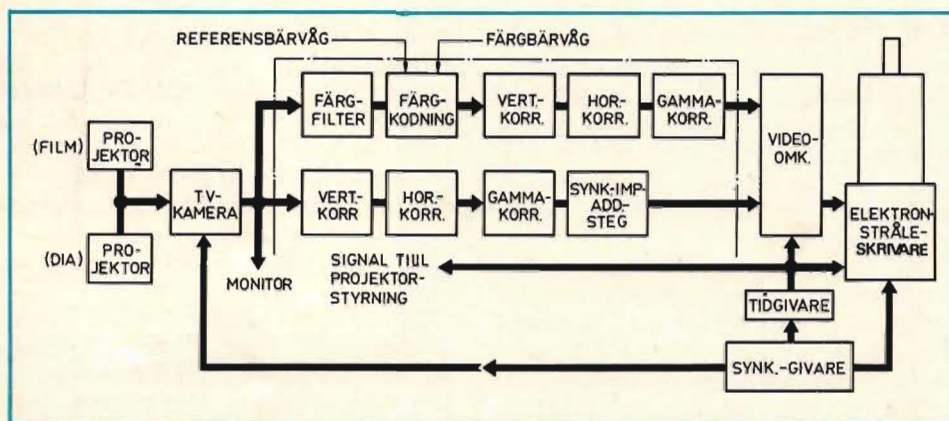 REFERENSBÄRVÅG
FÄRGBÄRVÅG
FÄRG-
FILTER
FÄRG-
KODNING
VERT.-
KORR.
HOR.-
KORR.
GAMMA-
KORR.
(FILM)
PRO-
JEKTOR
TV-
KAMERA
VIDEO-
OMK.
VERT.-
KORR
HOR.-
KORR.
GAMMA-
KORR.
SYNK-IMP
ADD-
STEG
(DIA)
PRO-
JEKTOR
ELEKTRON-
STRÅLE-
SKRIVARE
MONITOR
SIGNAL TILL
PROJEKTOR-
STYRNING
TIDGIVARE
SYNK.-GIVARE